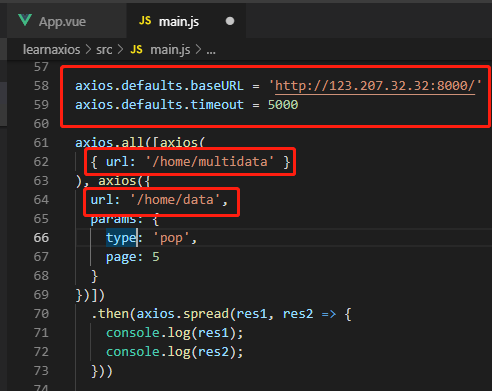 App.vue
JS main.js
learnaxios > src > JS main.js > ...
57
58 axios.defaults.baseURL = 'http://123.207.32.32:8000/'
59 axios.defaults.timeout = 5000
60
61 axios.all([axios(
62 { url: '/home/multidata' }
63 ), axios({
64 url: '/home/data',
65 params: {
66 type: 'pop',
67 page: 5
68 }
69 })])
70 .then(axios.spread(res1, res2 => {
71 console.log(res1);
72 console.log(res2);
73 }))
74